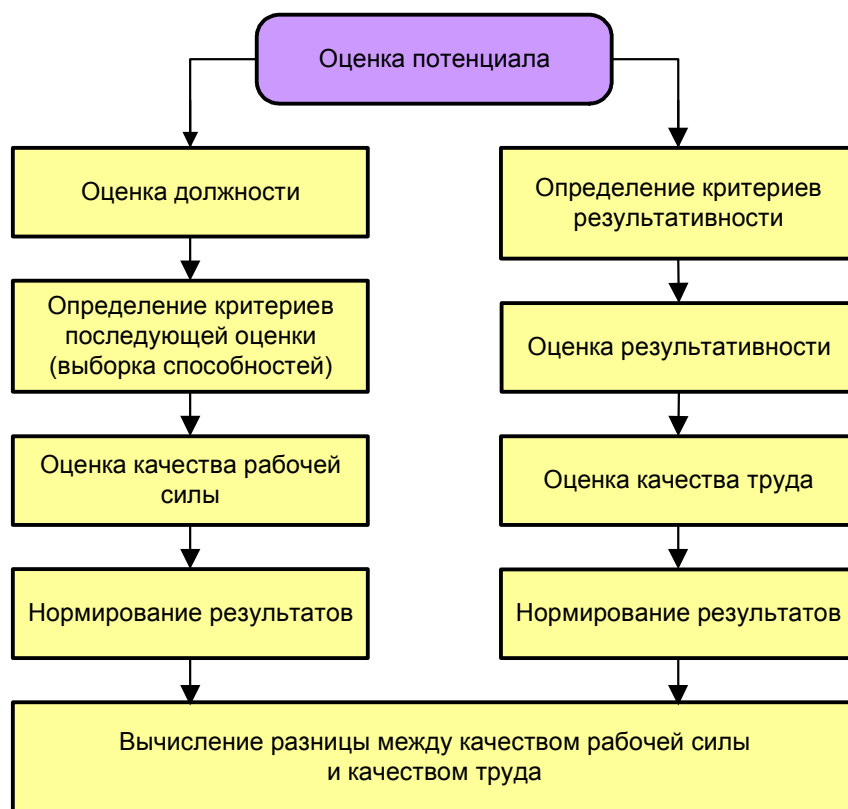 Оценка потенциала
Оценка должности
Определение критериев
последующей оценки
(выборка способностей)
Оценка качества рабочей
силы
Нормирование результатов
Определение критериев
результативности
Оценка результативности
Оценка качества труда
Нормирование результатов
Вычисление разницы между качеством рабочей силы
и качеством труда